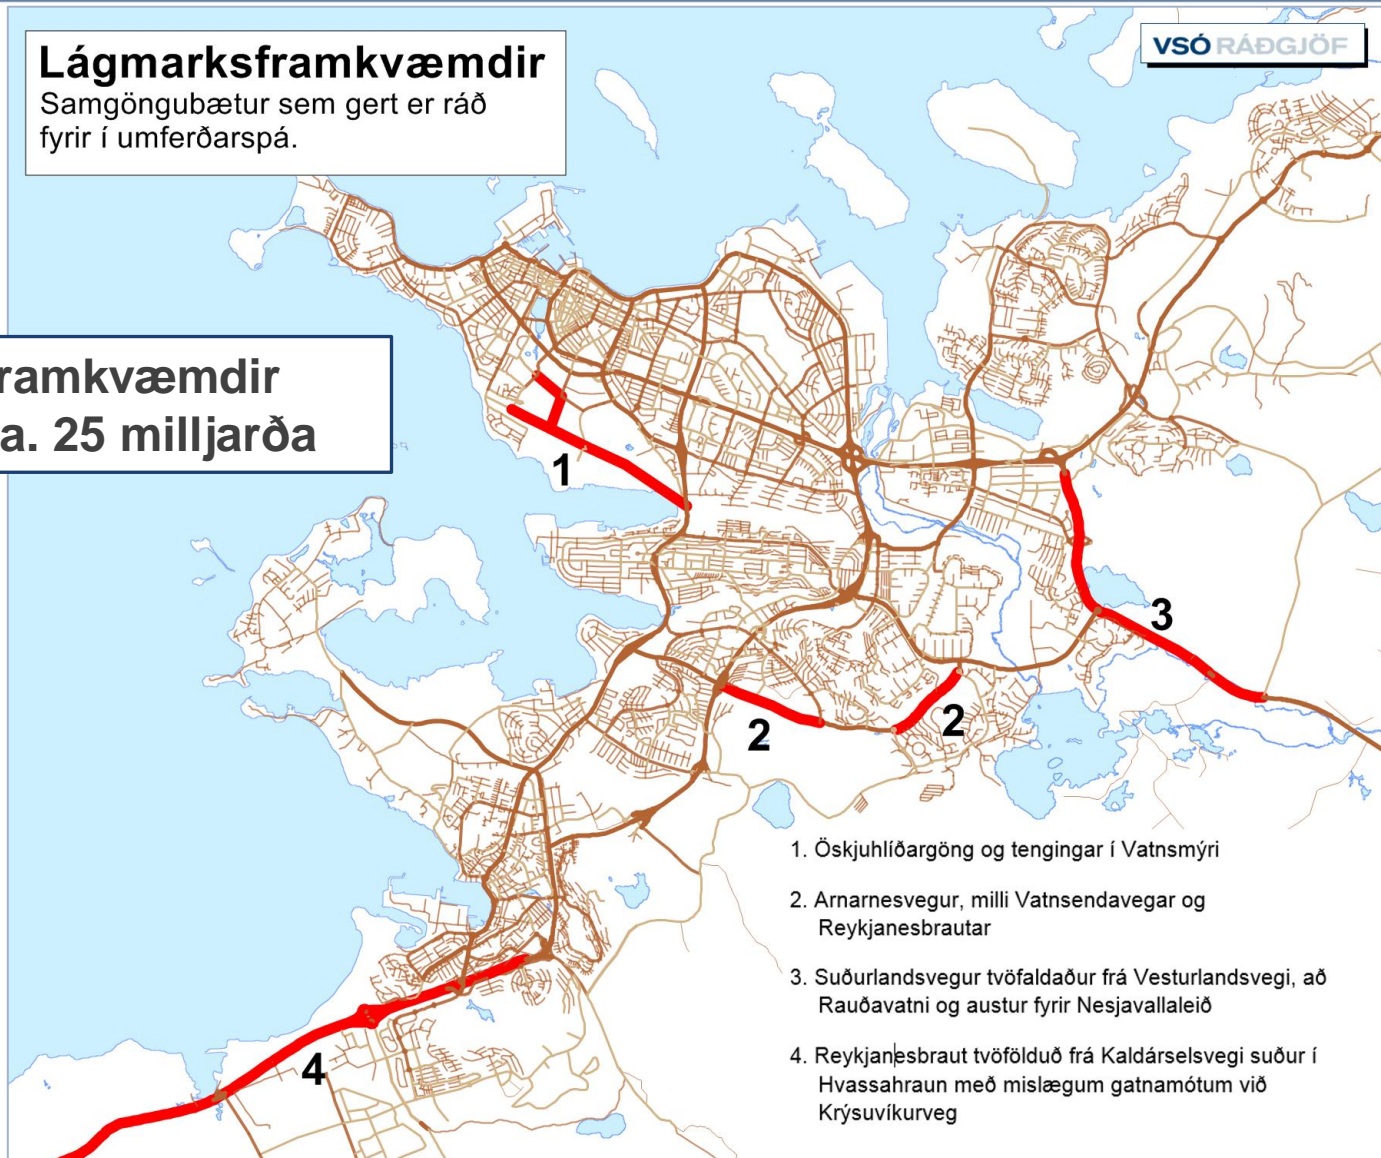 Lágmarksframkvæmdir
Samgöngubætur sem gert er ráð
fyrir í umferðarspá.
VSÓ RÁÐGJÖF
ramkvæmdir
a. 25 milljarða
1
2
2
3
4
1. Öskjuhlíðargöng og tengingar í Vatnsmýri
2. Arnarnesvegur, milli Vatnsendavegar og
Reykjanesbrautar
3. Suðurlandsvegur tvöfaldaður frá Vesturlandsvegi, að
Rauðavatni og austur fyrir Nesjavallaleið
4. Reykjanesbraut tvöfölduð frá Kaldárselsvegi suður í
Hvassahraun með mislægum gatnamótum við
Krýsuvíkurveg